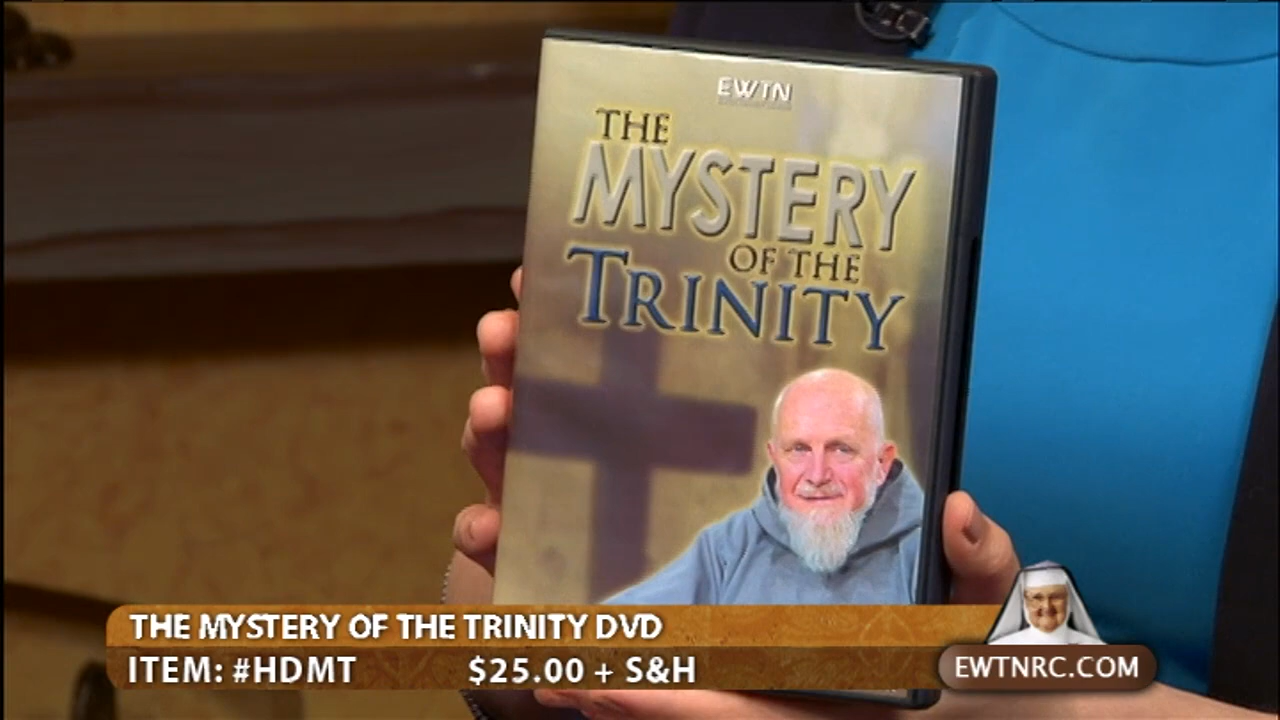 EWTN
THE
MYSTERY
OF THE
TRINITY
THE MYSTERY OF THE TRINITY DVD
ITEM: #HDMT $25.00 + S&H
EWTNRC.COM